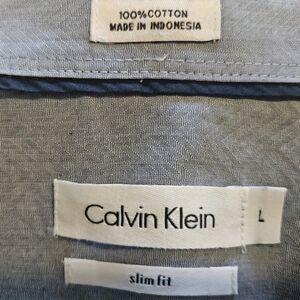 100% COTTON
MADE IN INDONESIA
Calvin Klein
L
slim fit